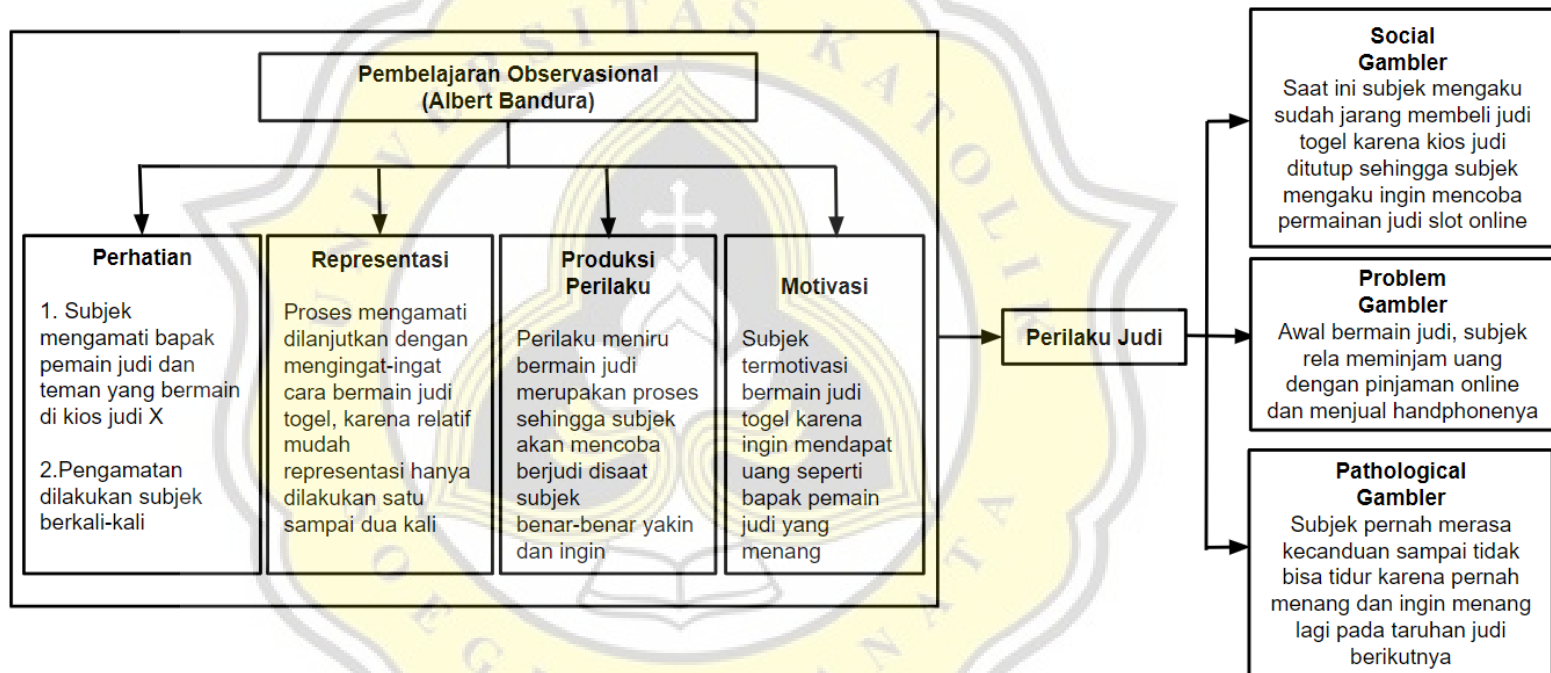 Pembelajaran Observasional
(Albert Bandura)
Perhatian
1. Subjek
mengamati bapak
pemain judi dan
teman yang bermain
di kios judi X
2.Pengamatan
dilakukan subjek
berkali-kali
Representasi
Proses mengamati
dilanjutkan dengan
mengingat-ingat
cara bermain judi
togel, karena relatif
mudah
representasi hanya
dilakukan satu
sampai dua kali
Produksi
Perilaku
Perilaku meniru
bermain judi
merupakan proses
sehingga subjek
akan mencoba
berjudi disaat
subjek
benar-benar yakin
dan ingin
Motivasi
Subjek
termotivasi
bermain judi
togel karena
ingin mendapat
uang seperti
bapak pemain
judi yang
menang
Perilaku Judi
Social
Gambler
Saat ini subjek mengaku
sudah jarang membeli judi
togel karena kios judi
ditutup sehingga subjek
mengaku ingin mencoba
permainan judi slot online
Problem
Gambler
Awal bermain judi, subjek
rela meminjam uang
dengan pinjaman online
dan menjual handphonenya
Pathological
Gambler
Subjek pernah merasa
kecanduan sampai tidak
bisa tidur karena pernah
menang dan ingin menang
lagi pada taruhan judi
berikutnya
UNIVERSITAS KATOLIK